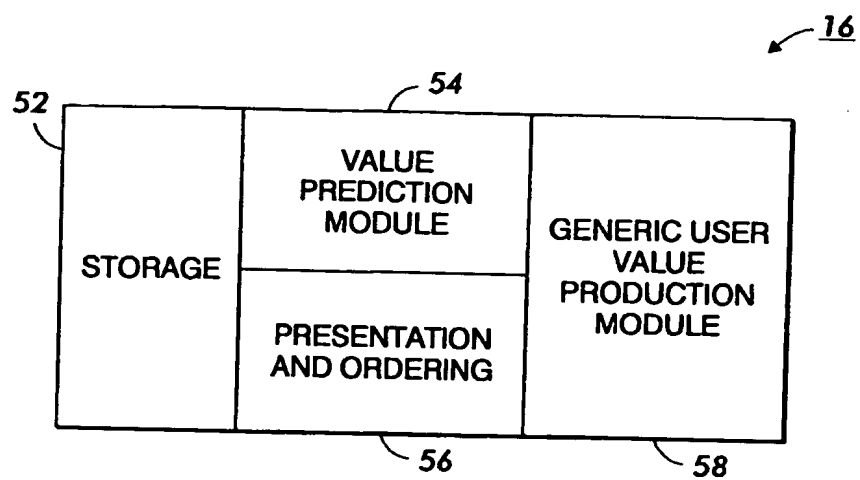 16
52
54
VALUE
PREDICTION
MODULE
STORAGE
GENERIC USER
VALUE
PRODUCTION
MODULE
PRESENTATION
AND ORDERING
56
58